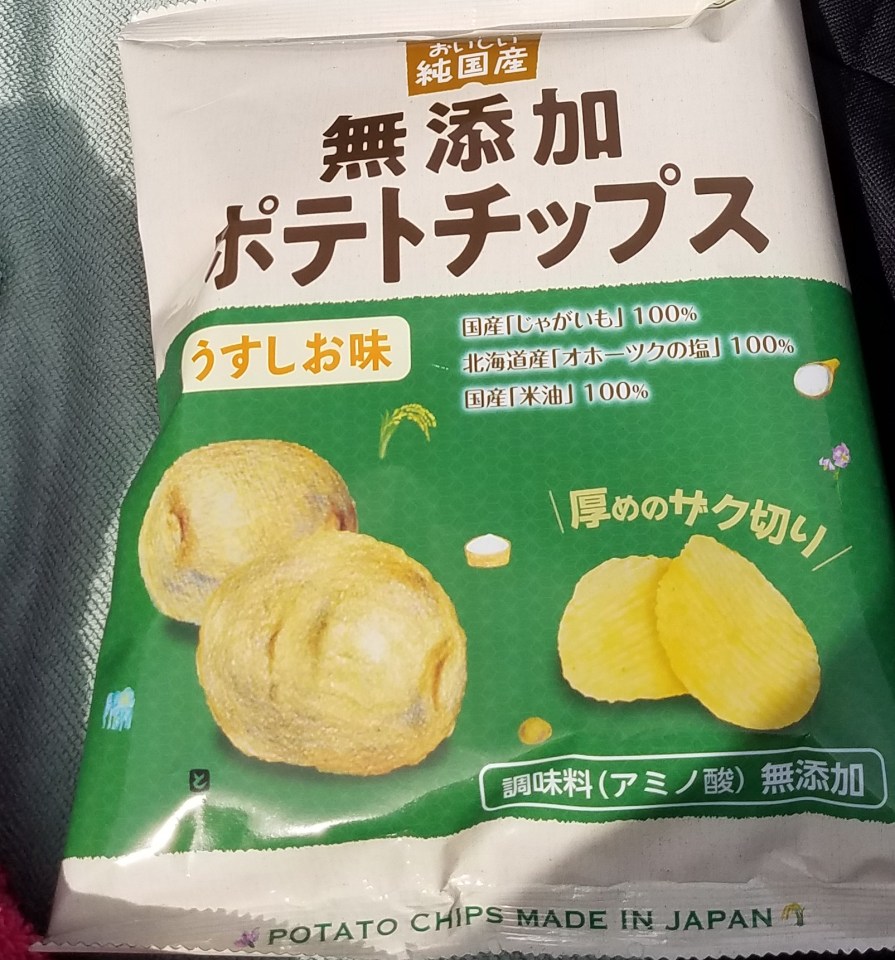 おいしい
純国産
無添加
ポテトチップス
うすしお味
国産「じゃがいも」100%
北海道産「オホーツクの塩」100%
国産「米油」100%
厚めのザク切り
と
調味料(アミノ酸)無添加
POTATO CHIPS MADE IN JAPAN